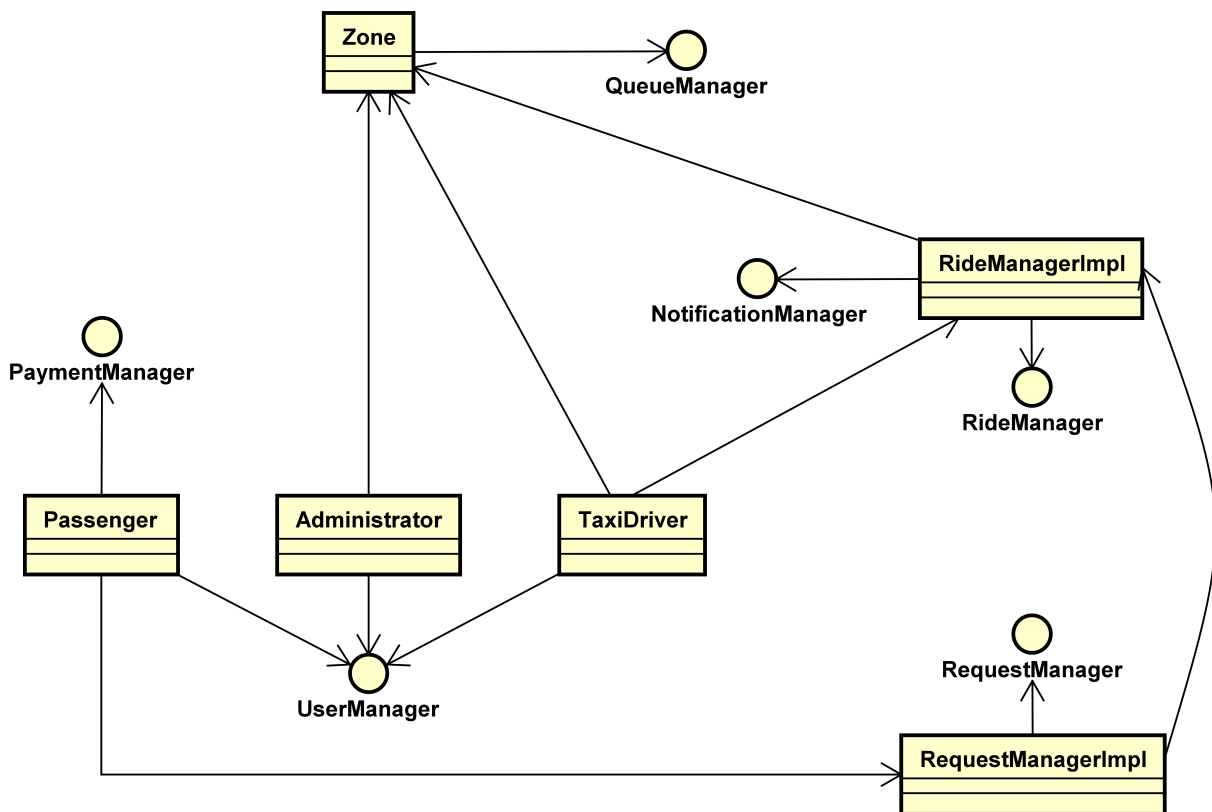 Zone
QueueManager
RideManagerImpl
NotificationManager
PaymentManager
RideManager
Passenger
Administrator
TaxiDriver
RequestManager
UserManager
RequestManagerImpl